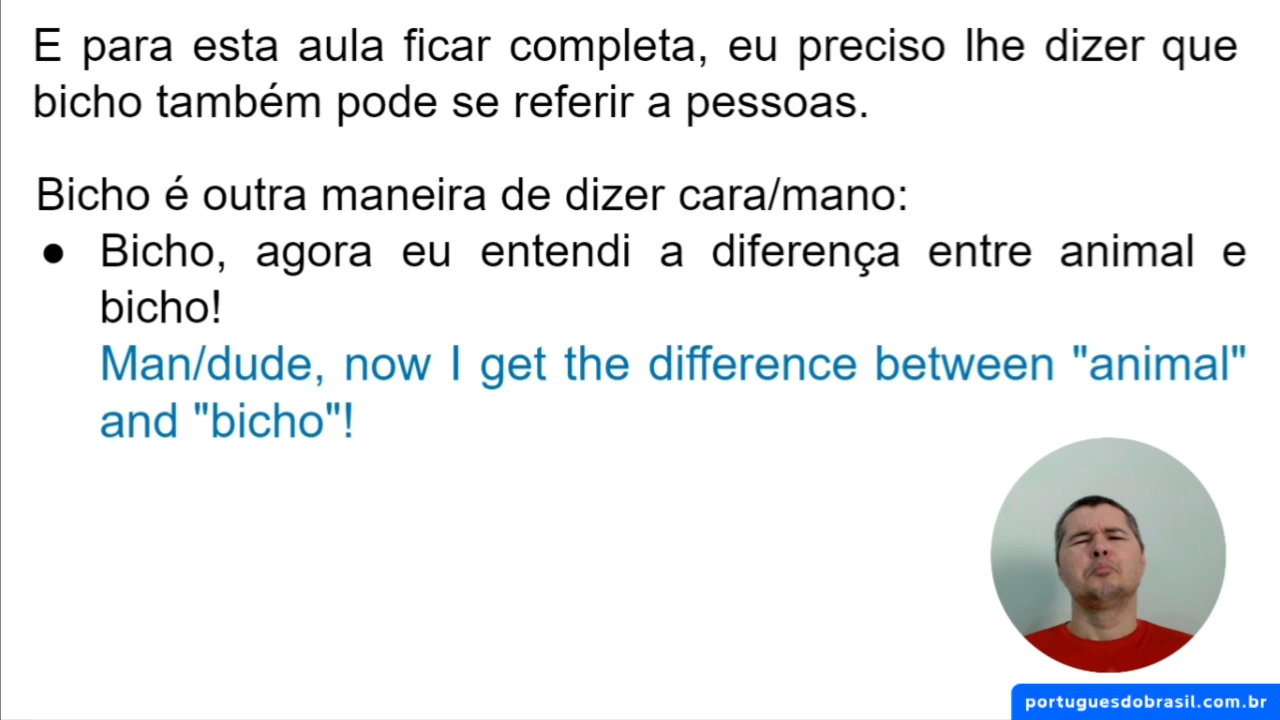 E para esta aula ficar completa, eu preciso lhe dizer que
bicho também pode se referir a pessoas.
Bicho é outra maneira de dizer cara/mano:
● Bicho, agora eu entendi a diferença entre animal e
bicho!
Man/dude, now I get the difference between "animal"
and "bicho"!
portuguesdobrasil.com.br